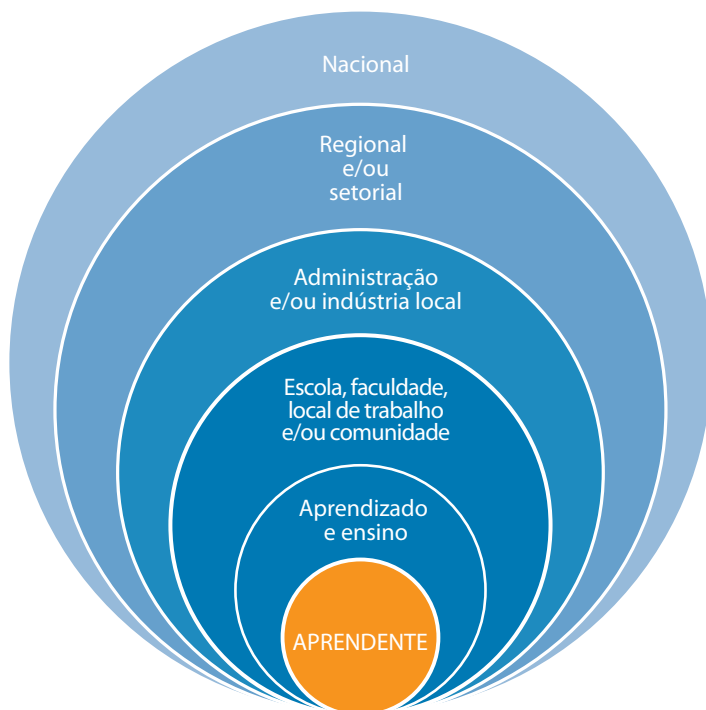 Nacional
Regional
e/ou
setorial
Administração
e/ou indústria local
Escola, faculdade,
local de trabalho
e/ou comunidade
Aprendizado
e ensino
APRENDENTE